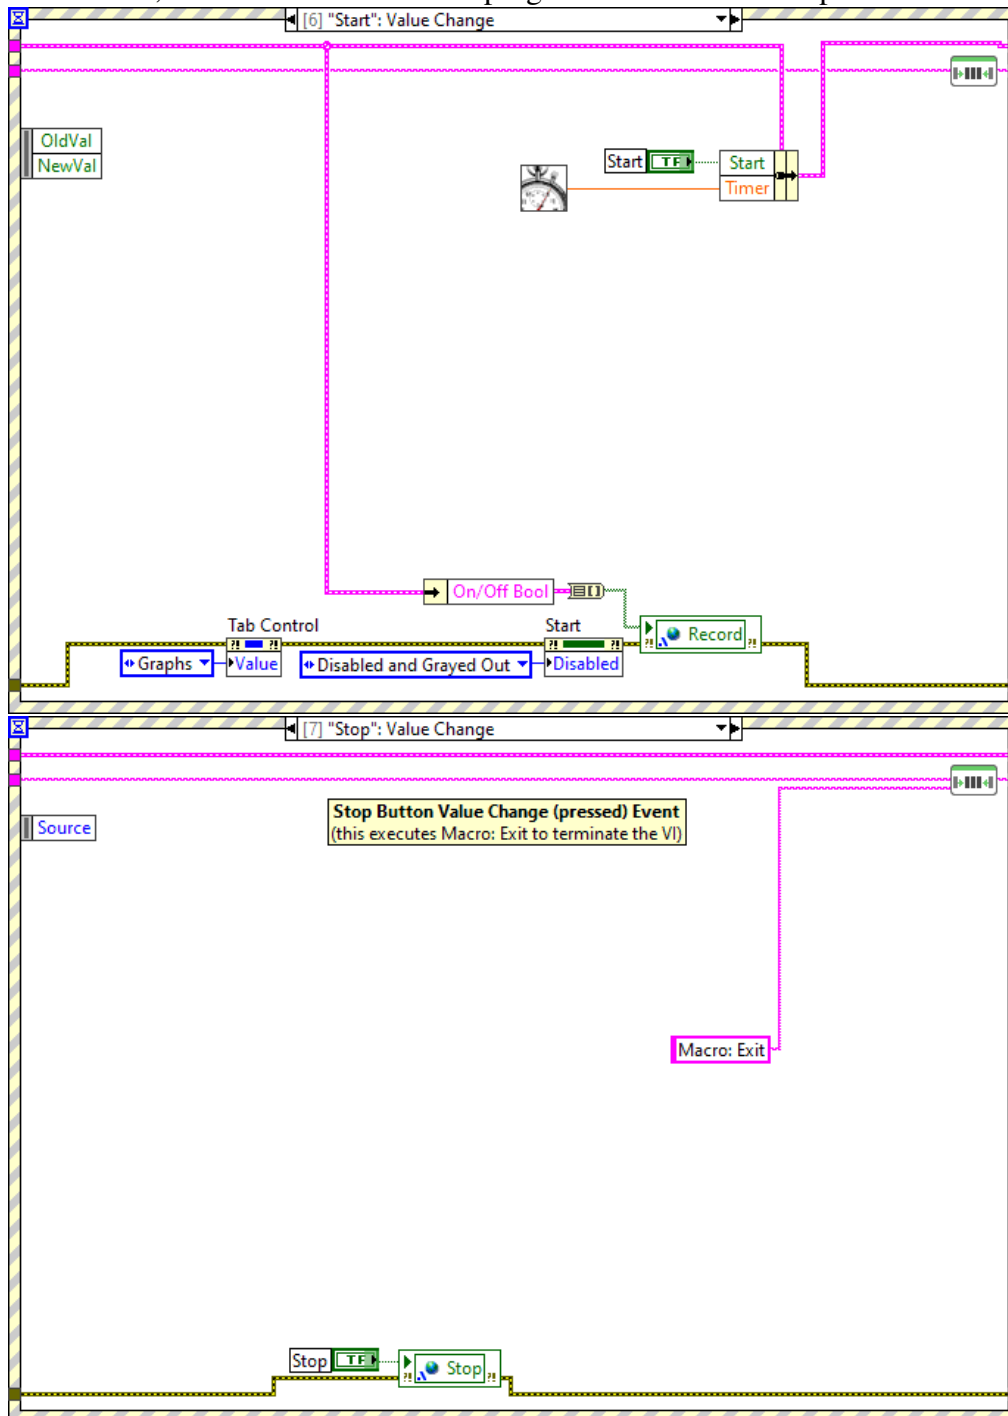 [6] "Start": Value Change
OldVal
NewVal
Start TF Start
Timer
On/Off Bool
Tab Control Start
Record
Graphs Value Disabled and Grayed Out Disabled
[7] "Stop": Value Change
Stop Button Value Change (pressed) Event
(this executes Macro: Exit to terminate the VI)
Source
Macro: Exit
Stop TF Stop